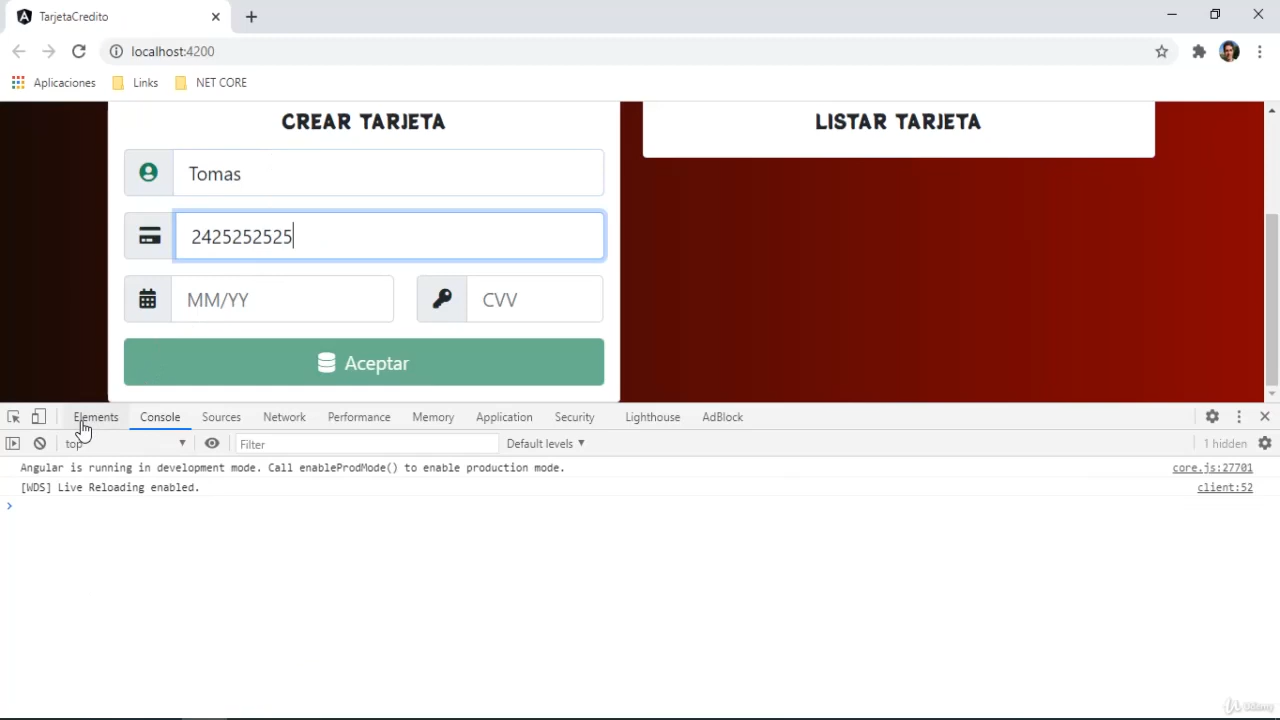 TarjetaCredito
localhost:4200
Aplicaciones Links NET CORE
CREAR TARJETA
LISTAR TARJETA
Tomas
2425252525
MM/YY CVV
Aceptar
Elements Console Sources Network Performance Memory Application Security Lighthouse AdBlock
top Filter Default levels 1 hidden
Angular is running in development mode. Call enableProdMode() to enable production mode. core.js:27701
[WDS] Live Reloading enabled. client:52
Udemy